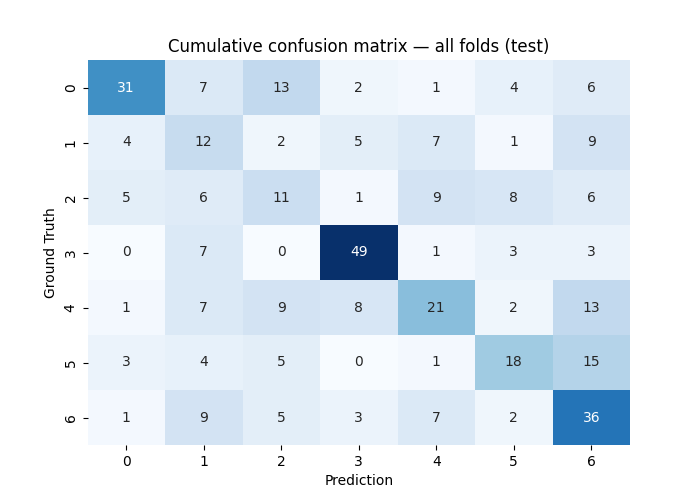 Cumulative confusion matrix — all folds (test)
Ground Truth
0 31 7 13 2 1 4 6
1 4 12 2 5 7 1 9
2 5 6 11 1 9 8 6
3 0 7 0 49 1 3 3
4 1 7 9 8 21 2 13
5 3 4 5 0 1 18 15
6 1 9 5 3 7 2 36
0 1 2 3 4 5 6
Prediction